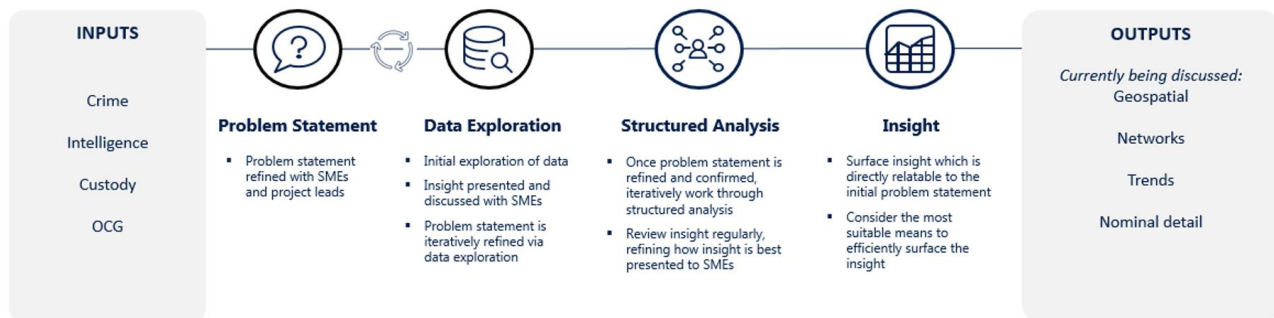 INPUTS
Crime
Intelligence
Custody
OCG
?
Problem Statement
▪ Problem statement
refined with SMEs
and project leads
Data Exploration
▪ Initial exploration of data
▪ Insight presented and
discussed with SMEs
▪ Problem statement is
iteratively refined via
data exploration
Structured Analysis
▪ Once problem statement is
refined and confirmed,
iteratively work through
structured analysis
▪ Review insight regularly,
refining how insight is best
presented to SMEs
Insight
▪ Surface insight which is
directly relatable to the
initial problem statement
▪ Consider the most
suitable means to
efficiently surface the
insight
OUTPUTS
Currently being discussed:
Geospatial
Networks
Trends
Nominal detail